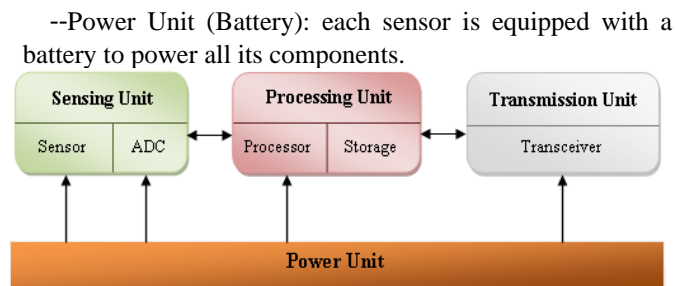 --Power Unit (Battery): each sensor is equipped with a
battery to power all its components.
Sensing Unit
Sensor
ADC
Processing Unit
Processor
Storage
Transmission Unit
Transceiver
Power Unit